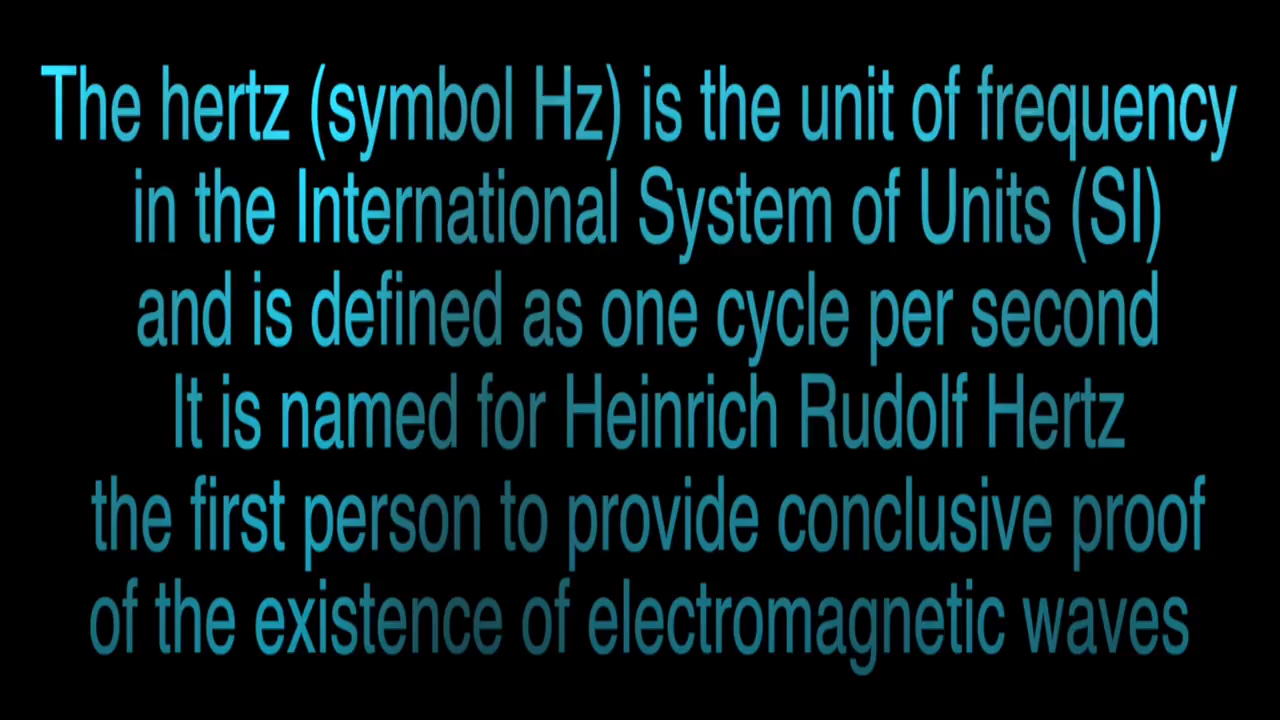 The hertz (symbol Hz) is the unit of frequency
in the International System of Units (SI)
and is defined as one cycle per second
It is named for Heinrich Rudolf Hertz
the first person to provide conclusive proof
of the existence of electromagnetic waves